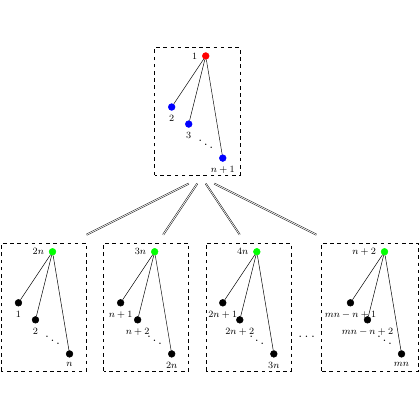 1
2
3
⋱
n + 1
2n
3n
4n
n + 2
1
n + 1
2n + 1
mn − n + 1
2
n + 2
2n + 2
mn − n + 2
⋱
⋱
⋱
. . .
⋱
n
2n
3n
mn